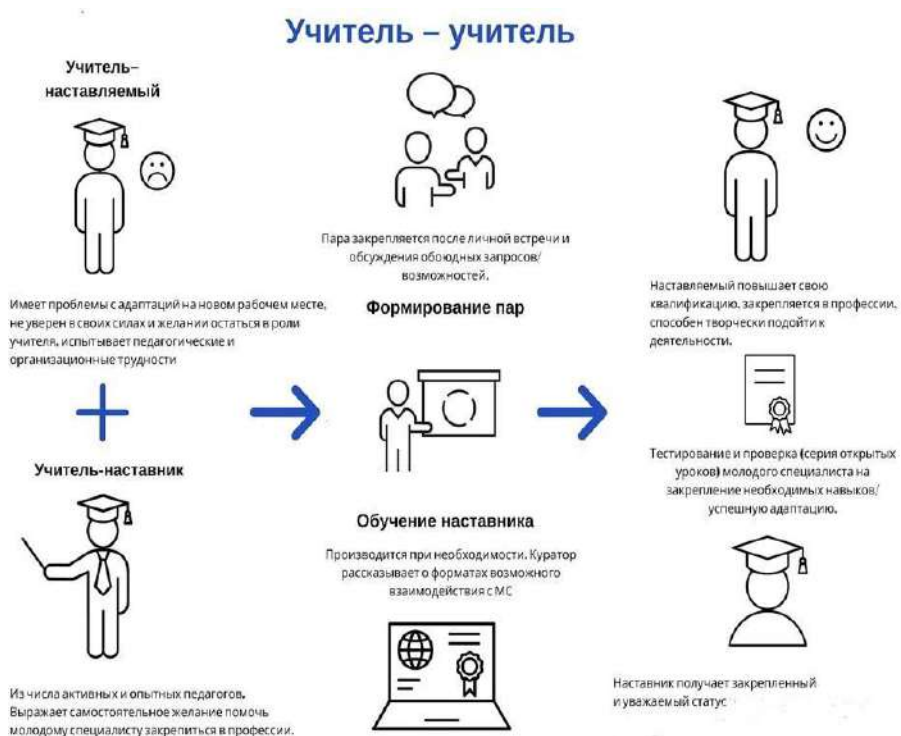 Учитель – учитель
Учитель–
наставляемый
Имеет проблемы с адаптаций на новом рабочем месте,
не уверен в своих силах и желании остаться в роли
учителя, испытывает педагогические и
организационные трудности
Учитель-наставник
Из числа активных и опытных педагогов.
Выражает самостоятельное желание помочь
молодому специалисту закрепиться в профессии.
Пара закрепляется после личной встречи и
обсуждения обоюдных запросов/
возможностей.
Формирование пар
Обучение наставника
Производится при необходимости. Куратор
рассказывает о форматах возможного
взаимодействия с МС
Наставляемый повышает свою
квалификацию, закрепляется в профессии,
способен творчески подойти к
деятельности.
Тестирование и проверка (серия открытых
уроков) молодого специалиста на
закрепление необходимых навыков/
успешную адаптацию.
Наставник получает закрепленный
и уважаемый статус